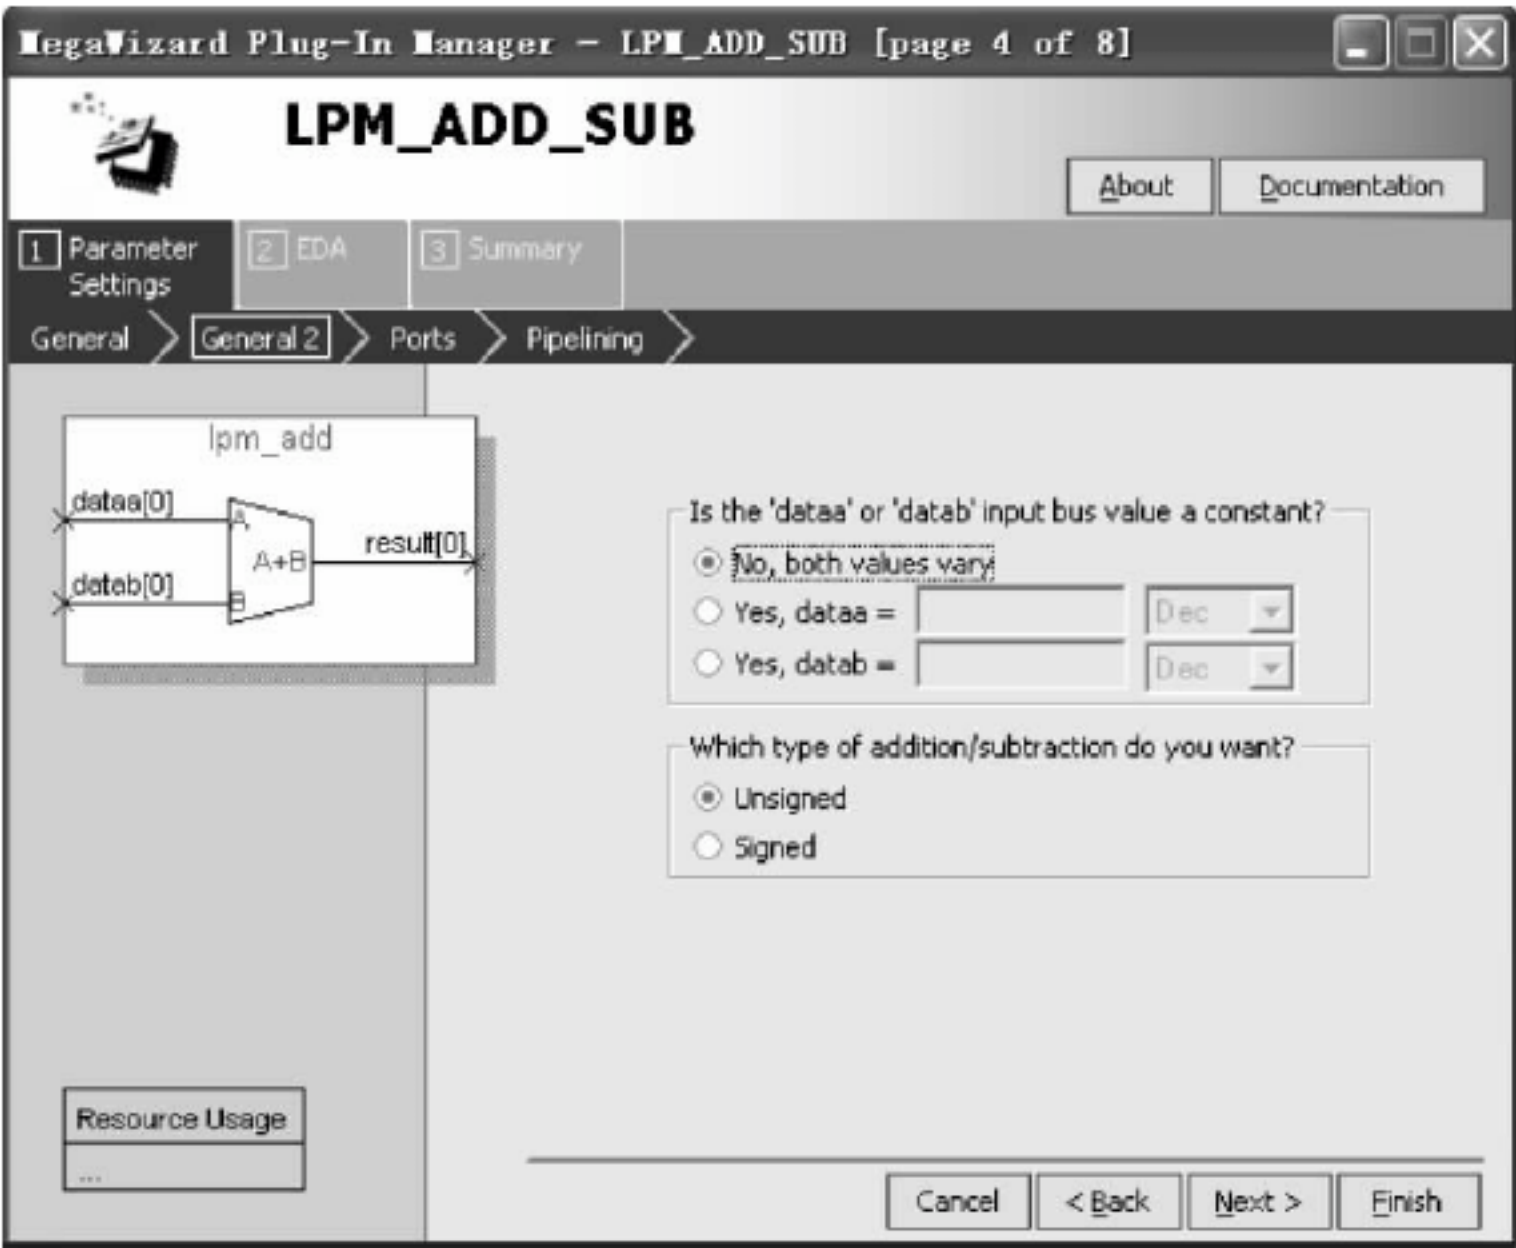 MegaWizard Plug-In Manager - LPM_ADD_SUB [page 4 of 8]
LPM_ADD_SUB
About
Documentation
1 Parameter Settings
2 EDA
3 Summary
General
General 2
Ports
Pipelining
lpm_add
dataa[0]
A
A+B
result[0]
datab[0]
B
Is the 'dataa' or 'datab' input bus value a constant?
No, both values vary
Yes, dataa =
Dec
Yes, datab =
Dec
Which type of addition/subtraction do you want?
Unsigned
Signed
Resource Usage
...
Cancel
< Back
Next >
Finish